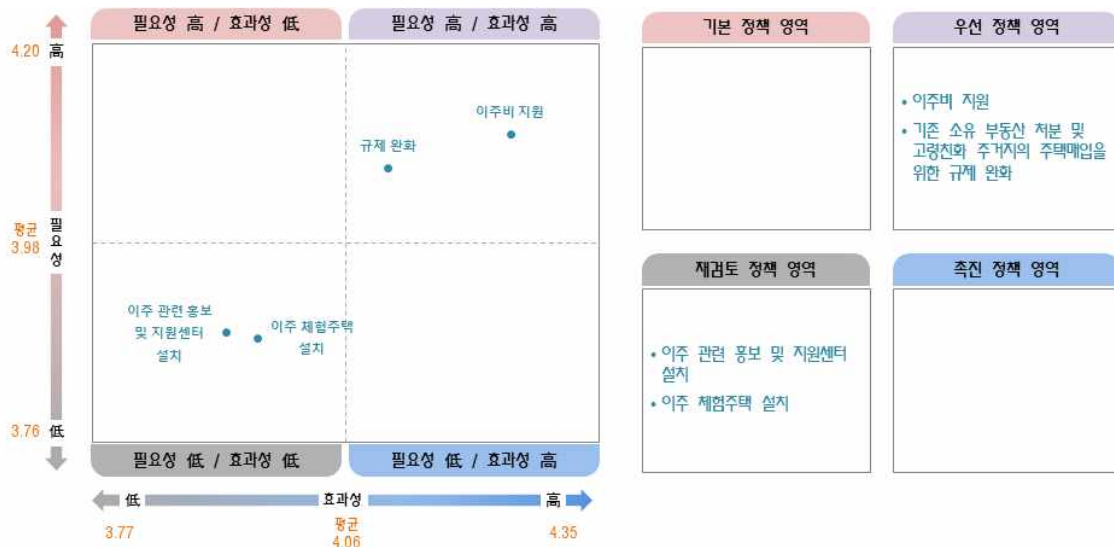 필요성 高 / 효과성 低
필요성 高 / 효과성 高
4.20 高
평균
3.98
필요성
3.76 低
이주비 지원
규제 완화
이주 관련 홍보
및 지원센터
설치
이주 체험주택
설치
필요성 低 / 효과성 低
필요성 低 / 효과성 高
低 효과성 高
3.77
평균
4.06
4.35
기본 정책 영역
우선 정책 영역
• 이주비 지원
• 기존 소유 부동산 처분 및
고령친화 주거지의 주택매입을
위한 규제 완화
재검토 정책 영역
촉진 정책 영역
• 이주 관련 홍보 및 지원센터
설치
• 이주 체험주택 설치